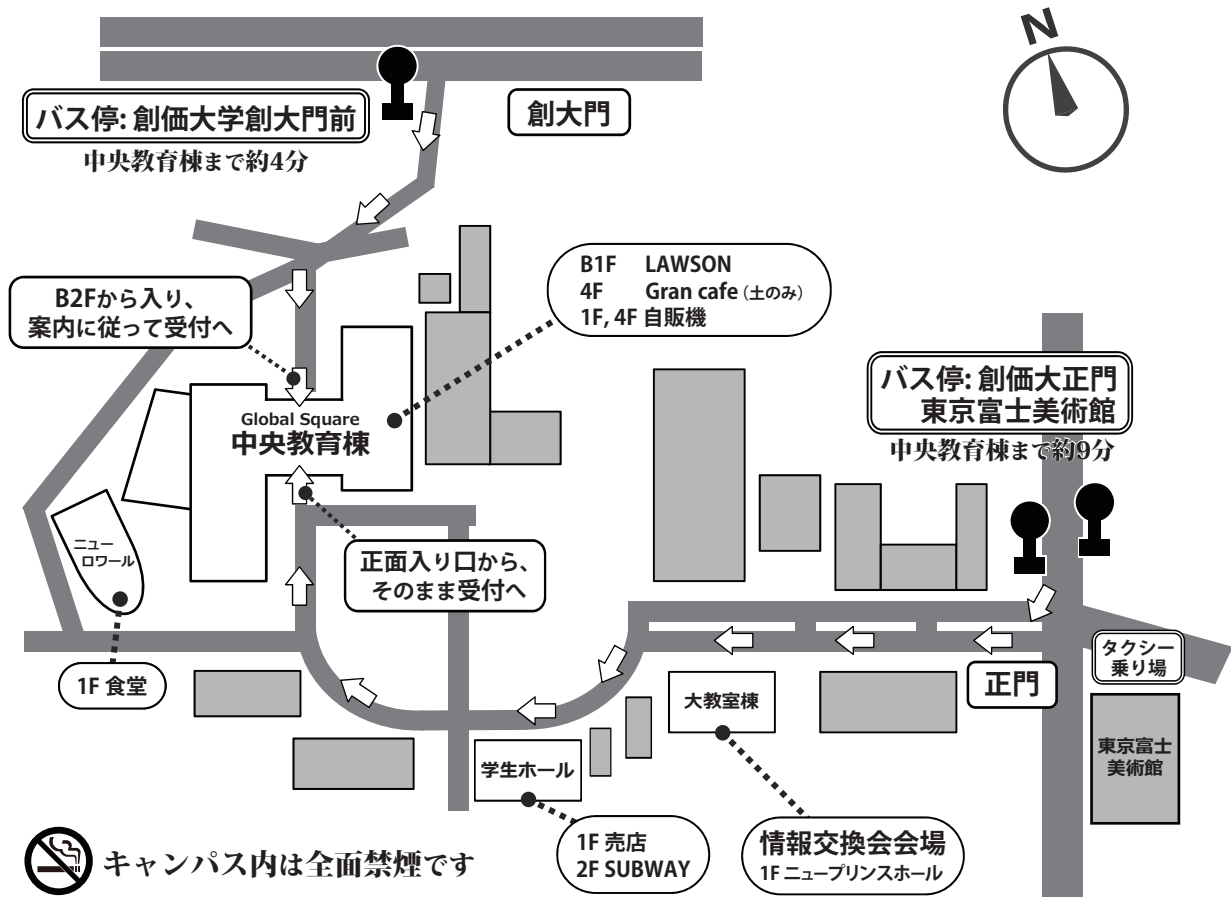 N
バス停: 創価大学創大門前
中央教育棟まで約4分
創大門
B2Fから入り、
案内に従って受付へ
B1F LAWSON
4F Gran cafe (土のみ)
1F, 4F 自販機
バス停: 創価大正門
東京富士美術館
中央教育棟まで約9分
Global Square
中央教育棟
ニュー
ロワール
正面入り口から、
そのまま受付へ
1F 食堂
タクシー
乗り場
正門
大教室棟
東京富士
美術館
学生ホール
1F 売店
2F SUBWAY
情報交換会会場
1F ニュープリンスホール
キャンパス内は全面禁煙です